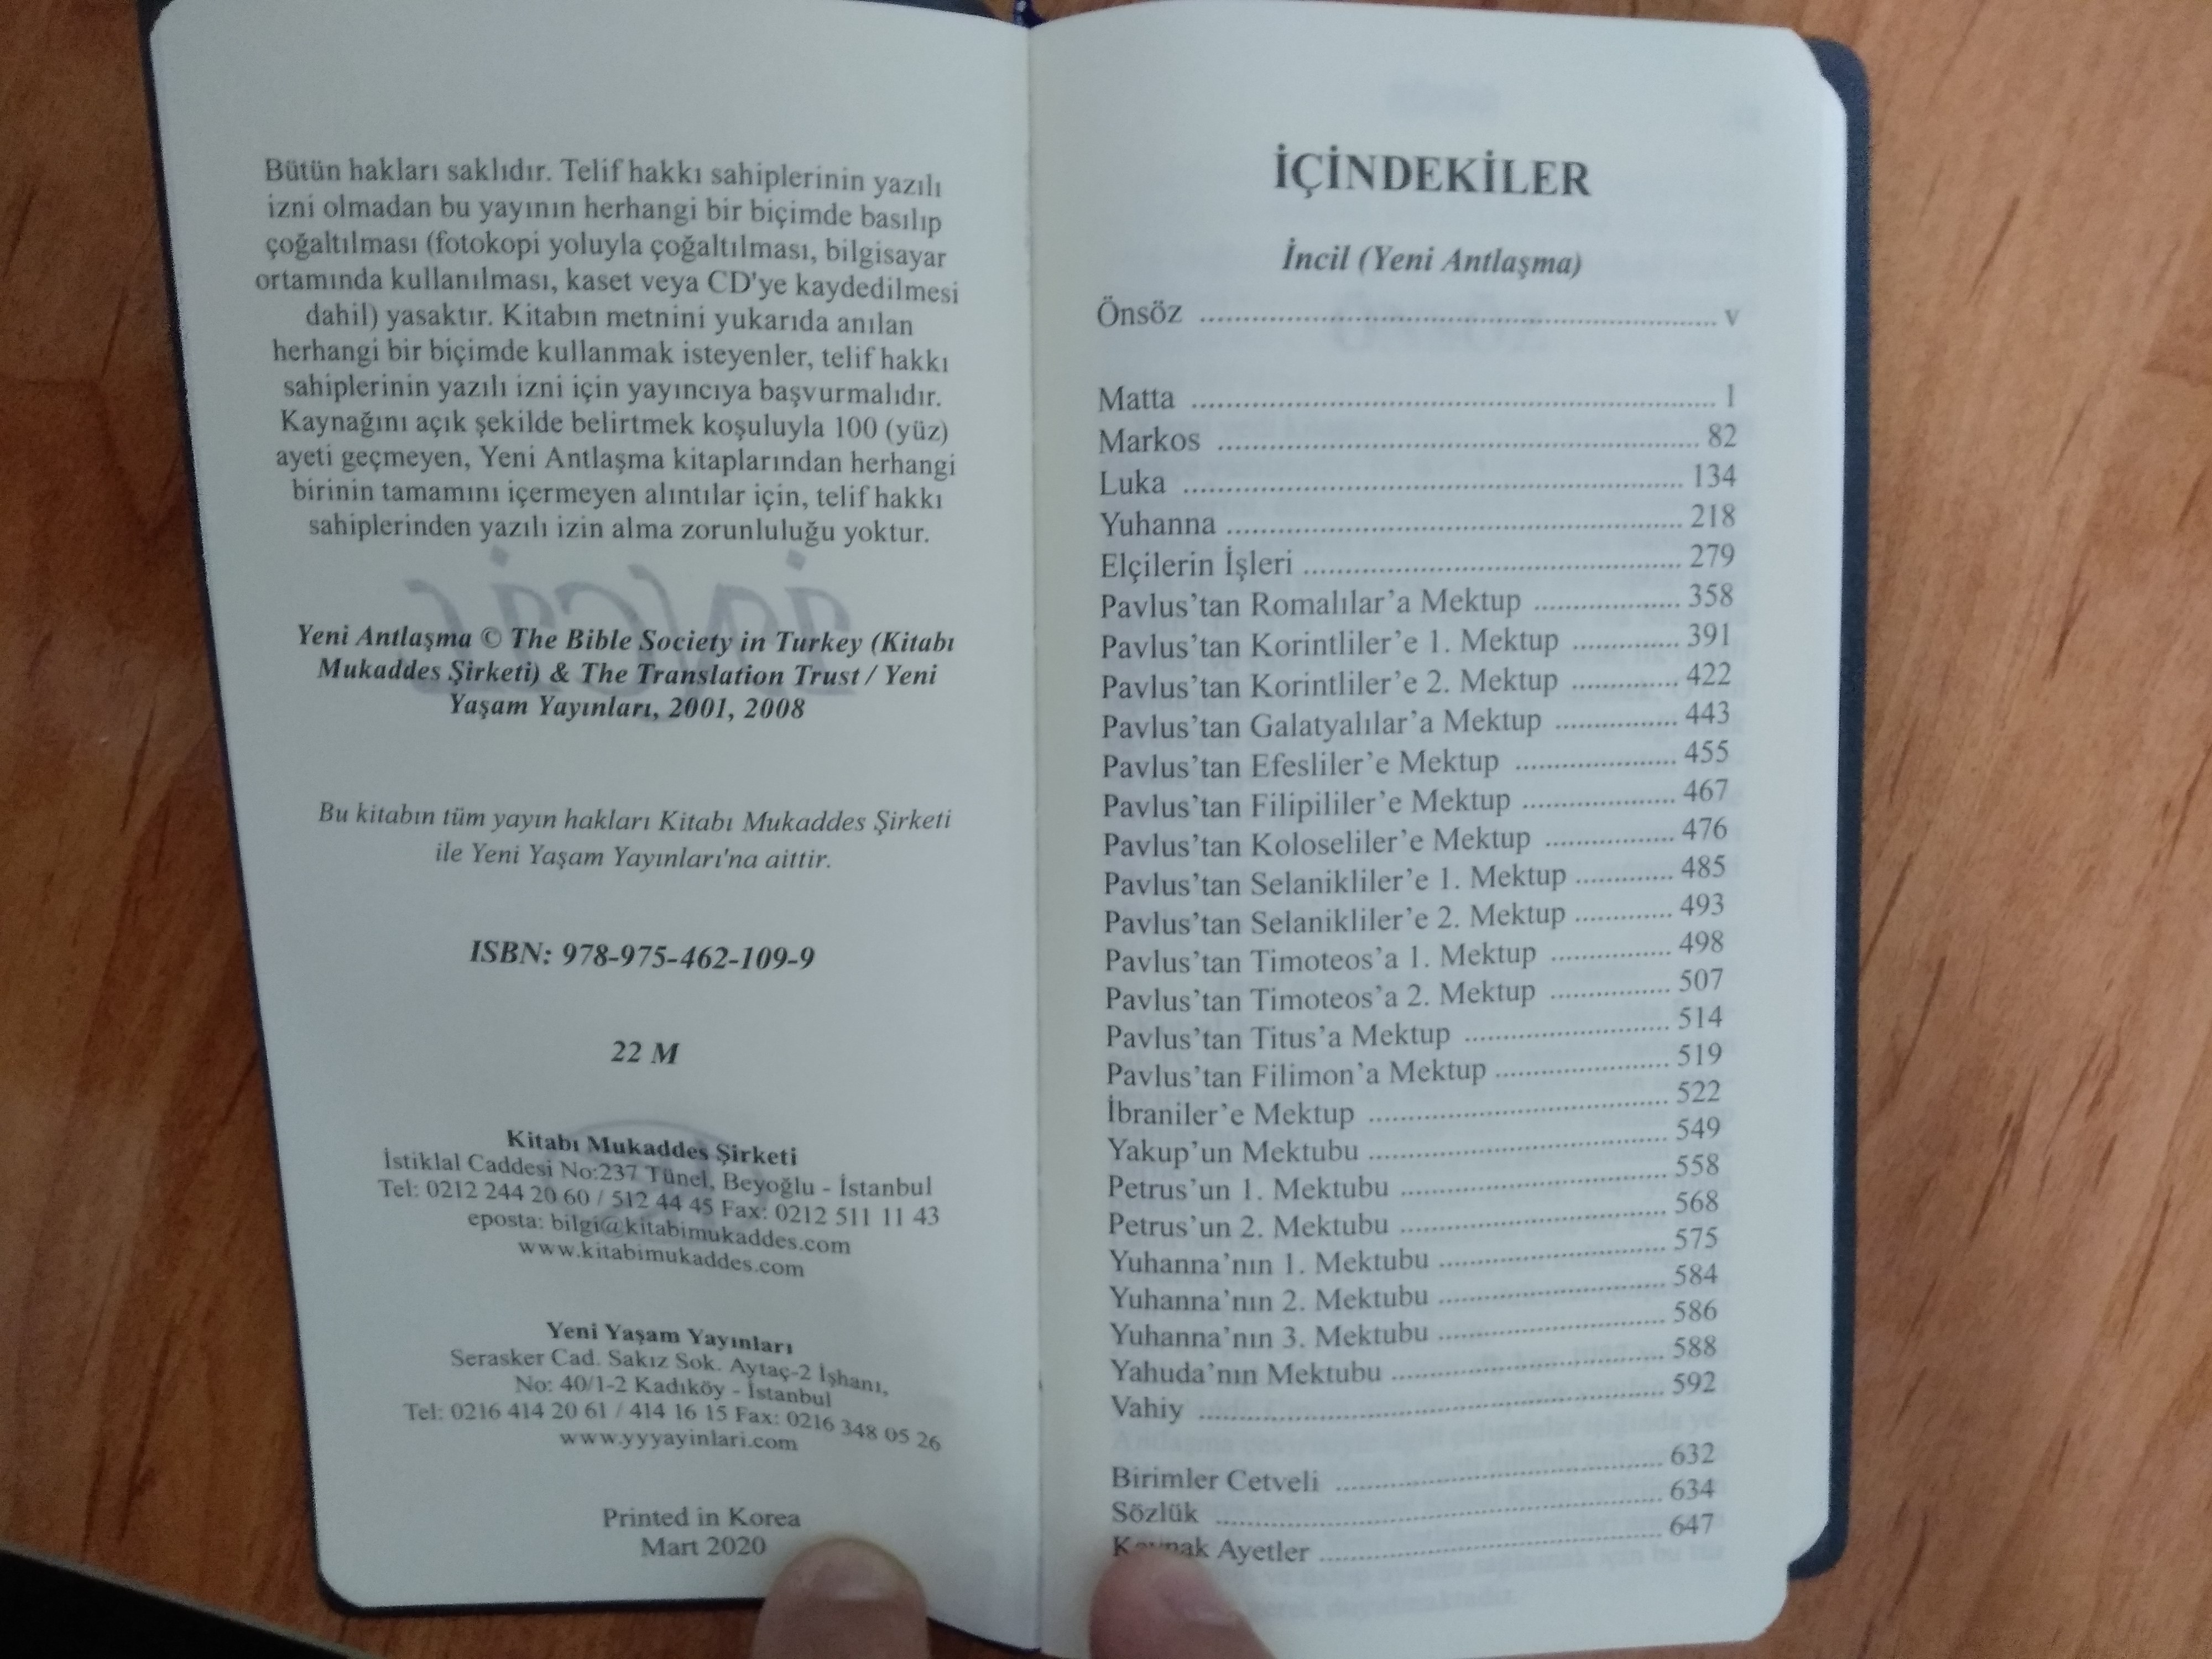 Bütün hakları saklıdır. Telif hakkı sahiplerinin yazılı
izni olmadan bu yayının herhangi bir biçimde basılıp
çoğaltılması (fotokopi yoluyla çoğaltılması, bilgisayar
ortamında kullanılması, kaset veya CD'ye kaydedilmesi
dahil) yasaktır. Kitabın metnini yukarıda anılan
herhangi bir biçimde kullanmak isteyenler, telif hakkı
sahiplerinin yazılı izni için yayıncıya başvurmalıdır.
Kaynağını açık şekilde belirtmek koşuluyla 100 (yüz)
ayeti geçmeyen, Yeni Antlaşma kitaplarından herhangi
birinin tamamını içermeyen alıntılar için, telif hakkı
sahiplerinden yazılı izin alma zorunluluğu yoktur.
Yeni Antlaşma © The Bible Society in Turkey (Kitabı
Mukaddes Şirketi) & The Translation Trust / Yeni
Yaşam Yayınları, 2001, 2008
Bu kitabın tüm yayın hakları Kitabı Mukaddes Şirketi
ile Yeni Yaşam Yayınları'na aittir.
ISBN: 978-975-462-109-9
22 M
Kitabı Mukaddes Şirketi
İstiklal Caddesi No:237 Tünel, Beyoğlu - İstanbul
Tel: 0212 244 20 60 / 512 44 45 Fax: 0212 511 11 43
eposta: bilgi@kitabimukaddes.com
www.kitabimukaddes.com
Yeni Yaşam Yayınları
Serasker Cad. Sakız Sok. Aytaç-2 İşhanı,
No: 40/1-2 Kadıköy - İstanbul
Tel: 0216 414 20 61 / 414 16 15 Fax: 0216 348 05 26
www.yyyayinlari.com
Printed in Korea
Mart 2020
İÇİNDEKİLER
İncil (Yeni Antlaşma)
Önsöz ........ v
Matta ........ 1
Markos ........ 82
Luka ........ 134
Yuhanna ........ 218
Elçilerin İşleri ........ 279
Pavlus’tan Romalılar’a Mektup ........ 358
Pavlus’tan Korintliler’e 1. Mektup ........ 391
Pavlus’tan Korintliler’e 2. Mektup ........ 422
Pavlus’tan Galatyalılar’a Mektup ........ 443
Pavlus’tan Efesliler’e Mektup ........ 455
Pavlus’tan Filipililer’e Mektup ........ 467
Pavlus’tan Koloseliler’e Mektup ........ 476
Pavlus’tan Selanikliler’e 1. Mektup ........ 485
Pavlus’tan Selanikliler’e 2. Mektup ........ 493
Pavlus’tan Timoteos’a 1. Mektup ........ 498
Pavlus’tan Timoteos’a 2. Mektup ........ 507
Pavlus’tan Titus’a Mektup ........ 514
Pavlus’tan Filimon’a Mektup ........ 519
İbraniler’e Mektup ........ 522
Yakup’un Mektubu ........ 549
Petrus’un 1. Mektubu ........ 558
Petrus’un 2. Mektubu ........ 568
Yuhanna’nın 1. Mektubu ........ 575
Yuhanna’nın 2. Mektubu ........ 584
Yuhanna’nın 3. Mektubu ........ 586
Yahuda’nın Mektubu ........ 588
Vahiy ........ 592
Birimler Cetveli ........ 632
Sözlük ........ 634
Kaynak Ayetler ........ 647